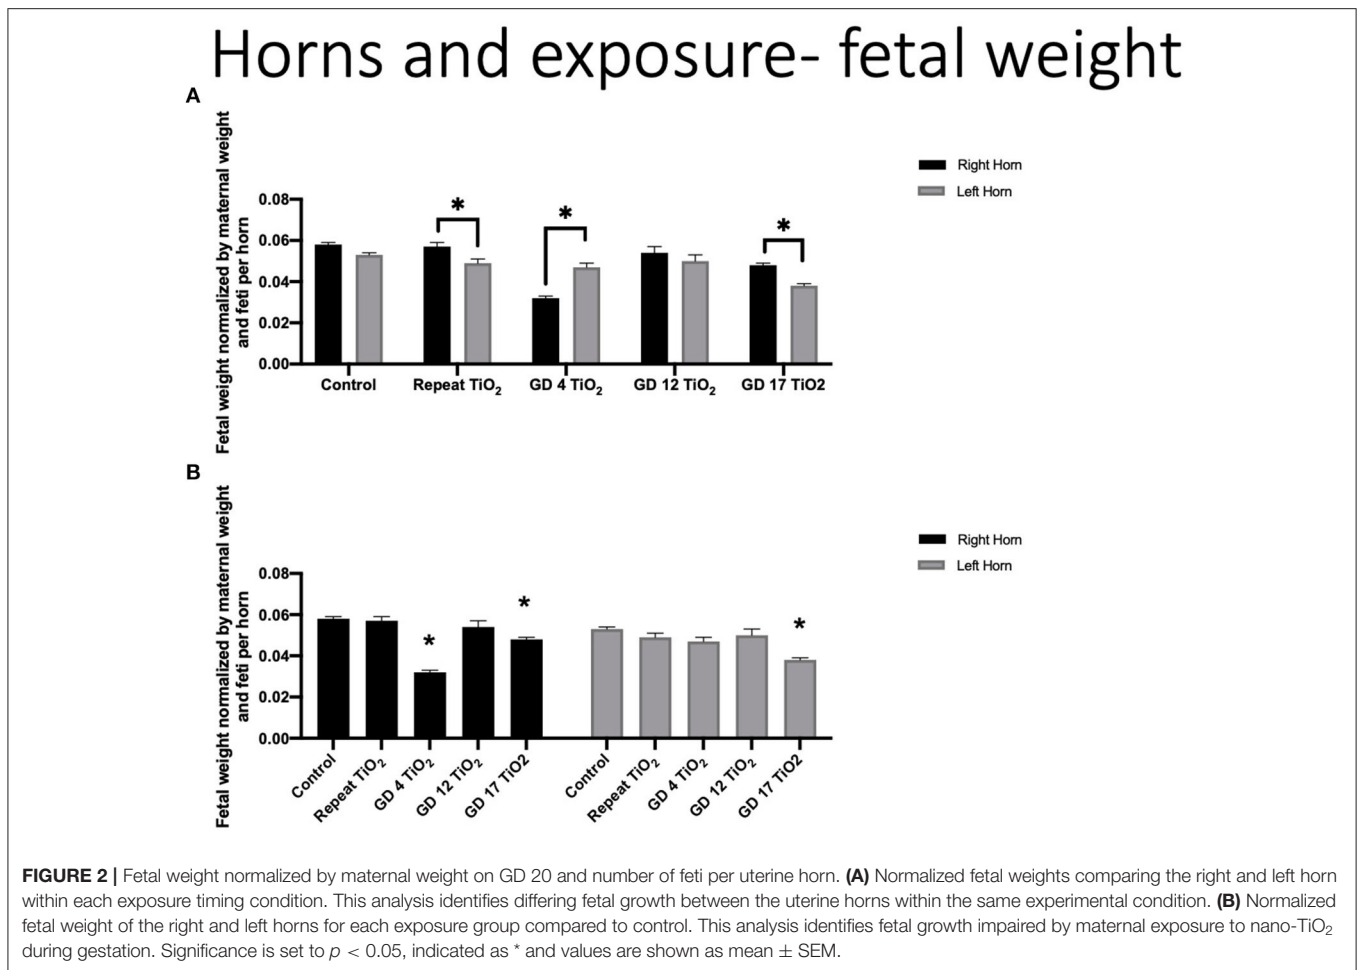 Horns and exposure- fetal weight
A
Fetal weight normalized by maternal weight
and feti per horn
0.08
0.06
0.04
0.02
0.00
*
*
*
Control
Repeat TiO₂
GD 4 TiO₂
GD 12 TiO₂
GD 17 TiO2
Right Horn
Left Horn
B
Fetal weight normalized by maternal weight
and feti per horn
0.08
0.06
0.04
0.02
0.00
*
*
*
Control
Repeat TiO₂
GD 4 TiO₂
GD 12 TiO₂
GD 17 TiO2
Control
Repeat TiO₂
GD 4 TiO₂
GD 12 TiO₂
GD 17 TiO2
Right Horn
Left Horn
FIGURE 2 | Fetal weight normalized by maternal weight on GD 20 and number of feti per uterine horn. (A) Normalized fetal weights comparing the right and left horn
within each exposure timing condition. This analysis identifies differing fetal growth between the uterine horns within the same experimental condition. (B) Normalized
fetal weight of the right and left horns for each exposure group compared to control. This analysis identifies fetal growth impaired by maternal exposure to nano-TiO₂
during gestation. Significance is set to p < 0.05, indicated as * and values are shown as mean ± SEM.